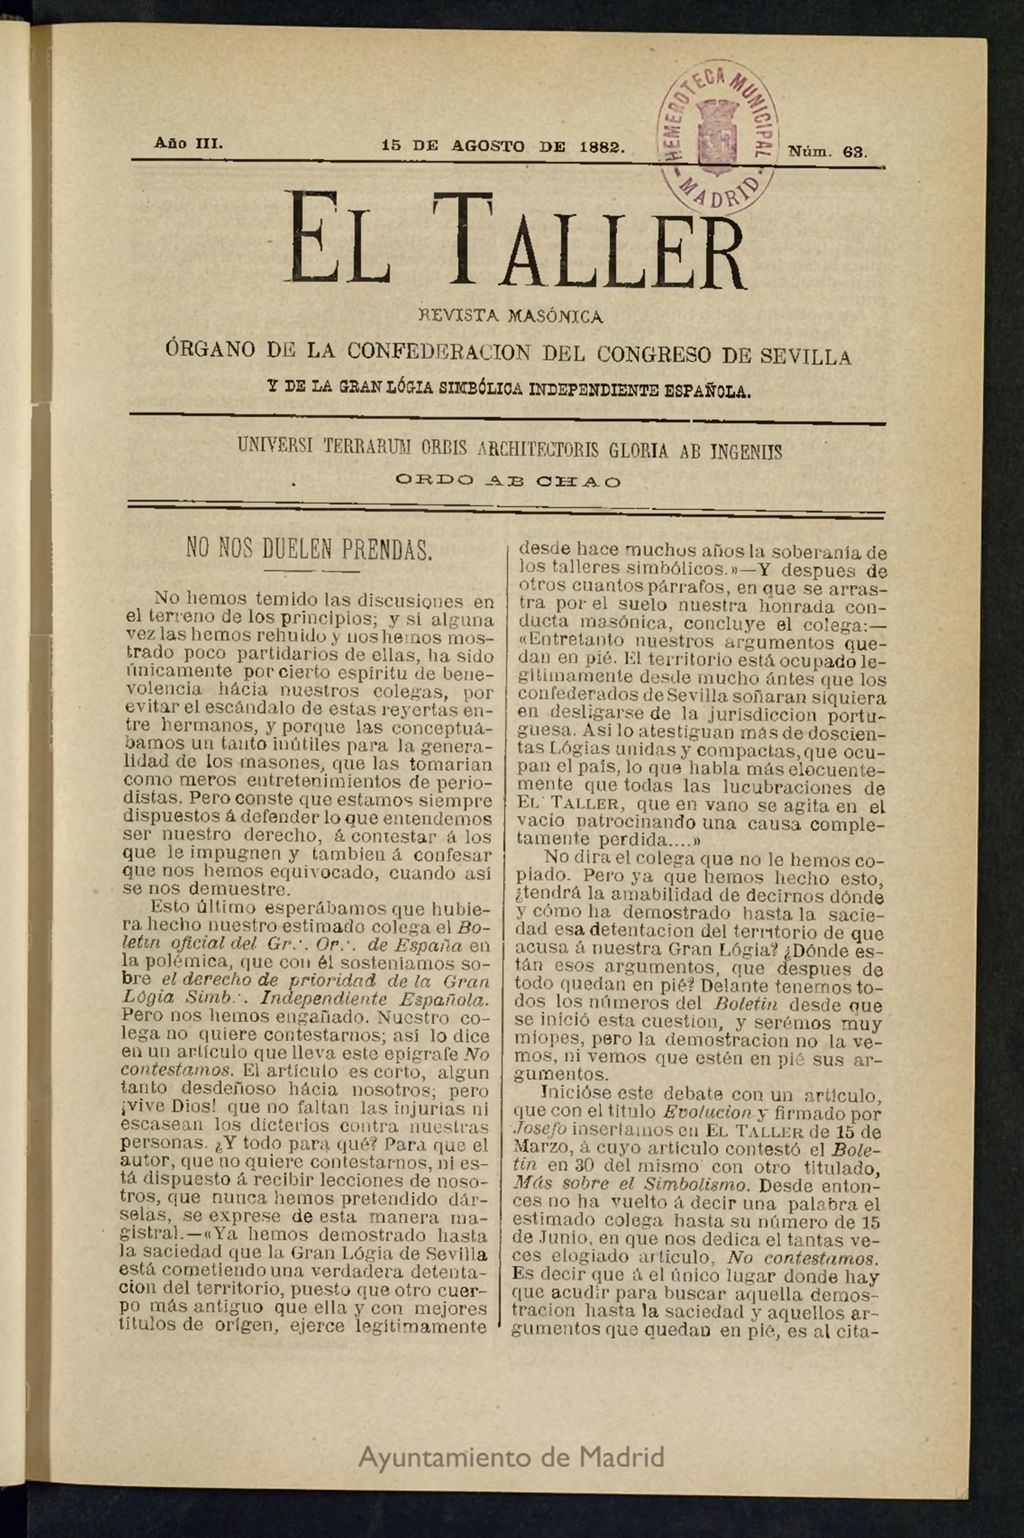 HEMEROTECA MUNICIPAL
MADRID
Año III.
15 DE AGOSTO DE 1882.
Núm. 63.
EL TALLER
REVISTA MASÓNICA
ÓRGANO DE LA CONFEDERACION DEL CONGRESO DE SEVILLA
Y DE LA GRAN LÓGIA SIMBÓLICA INDEPENDIENTE ESPAÑOLA.
UNIVERSI TERRARUM ORBIS ARCHITECTORIS GLORIA AB INGENIIS
ORDO AB CHAO
NO NOS DUELEN PRENDAS.
No hemos temido las discusiones en
el terreno de los principios; y si alguna
vez las hemos rehuido y nos hemos mos-
trado poco partidarios de ellas, ha sido
únicamente por cierto espíritu de bene-
volencia hácia nuestros colegas, por
evitar el escándalo de estas reyertas en-
tre hermanos, y porque las conceptuá-
bamos un tanto inútiles para la genera-
lidad de los masones, que las tomarian
como meros entretenimientos de perio-
distas. Pero conste que estamos siempre
dispuestos á defender lo que entendemos
ser nuestro derecho, á contestar á los
que le impugnen y tambien á confesar
que nos hemos equivocado, cuando así
se nos demuestre.
Esto último esperábamos que hubie-
ra hecho nuestro estimado colega el Bo-
letin oficial del Gr.·. Or.·. de España en
la polémica, que con él sosteniamos so-
bre el derecho de prioridad de la Gran
Lógia Simb.·. Independiente Española.
Pero nos hemos engañado. Nuestro co-
lega no quiere contestarnos; así lo dice
en un artículo que lleva este epigrafe No
contestamos. El artículo es corto, algun
tanto desdeñoso hácia nosotros; pero
¡vive Dios! que no faltan las injurias ni
escasean los dicterios contra nuestras
personas. ¿Y todo para qué? Para que el
autor, que no quiere contestarnos, ni es-
tá dispuesto á recibir lecciones de noso-
tros, que nunca hemos pretendido dár-
selas, se exprese de esta manera ma-
gistral.—«Ya hemos demostrado hasta
la saciedad que la Gran Lógia de Sevilla
está cometiendo una verdadera detenta-
cion del territorio, puesto que otro cuer-
po más antiguo que ella y con mejores
títulos de orígen, ejerce legítimamente
desde hace muchos años la soberanía de
los talleres simbólicos.»—Y despues de
otros cuantos párrafos, en que se arras-
tra por el suelo nuestra honrada con-
ducta masónica, concluye el colega:—
«Entretanto nuestros argumentos que-
dan en pié. El territorio está ocupado le-
gítimamente desde mucho ántes que los
confederados de Sevilla soñaran siquiera
en desligarse de la jurisdiccion portu-
guesa. Así lo atestiguan más de doscien-
tas Lógias unidas y compactas, que ocu-
pan el país, lo que habla más elocuente-
mente que todas las lucubraciones de
EL TALLER, que en vano se agita en el
vacio patrocinando una causa comple-
tamente perdida....»
No dira el colega que no le hemos co-
piado. Pero ya que hemos hecho esto,
¿tendrá la amabilidad de decirnos dónde
y cómo ha demostrado hasta la sacie-
dad esa detentacion del territorio de que
acusa á nuestra Gran Lógia? ¿Dónde es-
tán esos argumentos, que despues de
todo quedan en pié? Delante tenemos to-
dos los números del Boletin desde que
se inició esta cuestion, y serémos muy
miopes, pero la demostracion no la ve-
mos, ni vemos que estén en pié sus ar-
gumentos.
Inicióse este debate con un artículo,
que con el título Evolucion y firmado por
Josefo insertamos en EL TALLER de 15 de
Marzo, á cuyo artículo contestó el Bole-
tin en 30 del mismo con otro titulado,
Más sobre el Simbolismo. Desde enton-
ces no ha vuelto á decir una palabra el
estimado colega hasta su número de 15
de Junio, en que nos dedica el tantas ve-
ces elogiado artículo, No contestamos.
Es decir que á el único lugar donde hay
que acudir para buscar aquella demos-
tracion hasta la saciedad y aquellos ar-
gumentos que quedan en pié, es al cita-
Ayuntamiento de Madrid